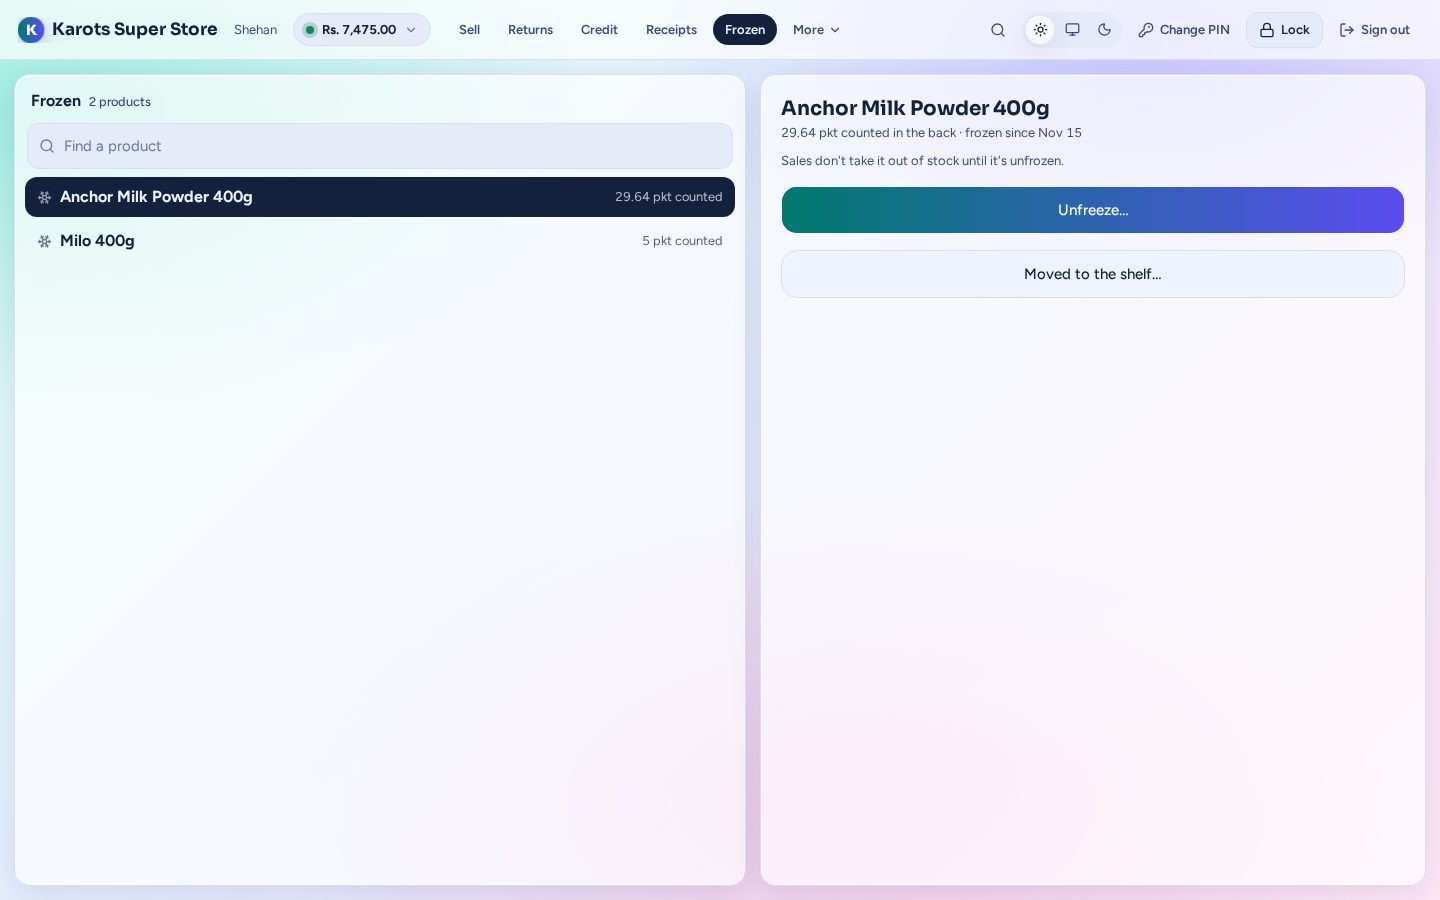 K Karots Super Store Shehan Rs. 7,475.00 Sell Returns Credit Receipts Frozen More Change PIN Lock Sign out
Frozen 2 products
Find a product
Anchor Milk Powder 400g 29.64 pkt counted
Milo 400g 5 pkt counted
Anchor Milk Powder 400g
29.64 pkt counted in the back · frozen since Nov 15
Sales don't take it out of stock until it's unfrozen.
Unfreeze...
Moved to the shelf...